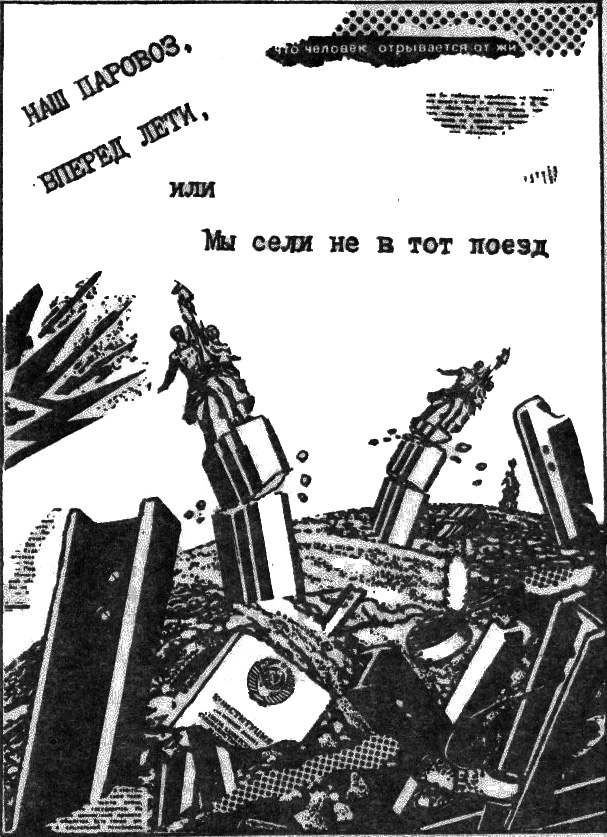 что человек отрывается от жи
НАШ ПАРОВОЗ,
ВПЕРЕД ЛЕТИ,
или
Мы сели не в тот поезд